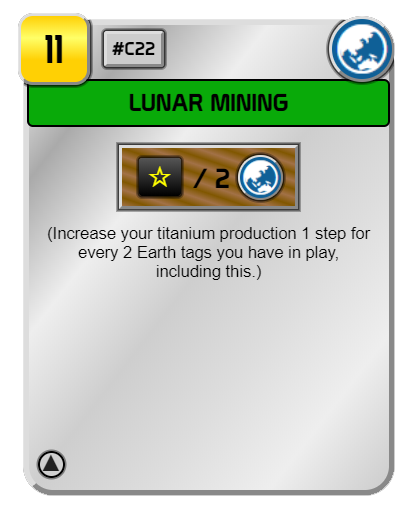 11
#C22
LUNAR MINING
/ 2
(Increase your titanium production 1 step for
every 2 Earth tags you have in play,
including this.)